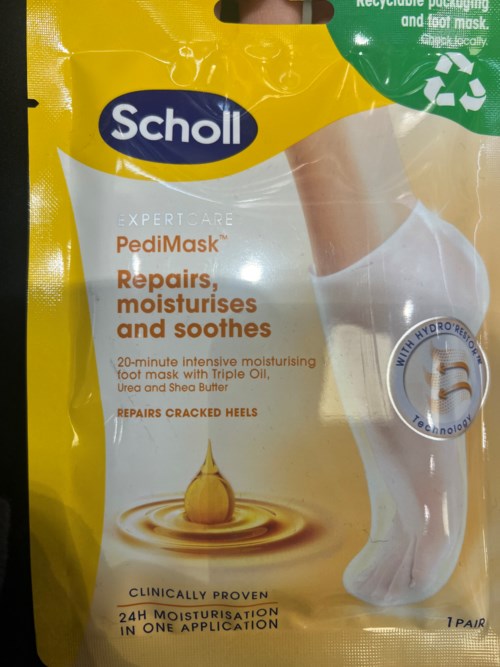 Recyclable packaging
and foot mask.
Check locally.
Scholl
EXPERTCARE
PediMask™
Repairs,
moisturises
and soothes
20-minute intensive moisturising
foot mask with Triple Oil,
Urea and Shea Butter
REPAIRS CRACKED HEELS
WITH HYDRO'RESTOR™
Technology
CLINICALLY PROVEN
24H MOISTURISATION
IN ONE APPLICATION
1 PAIR